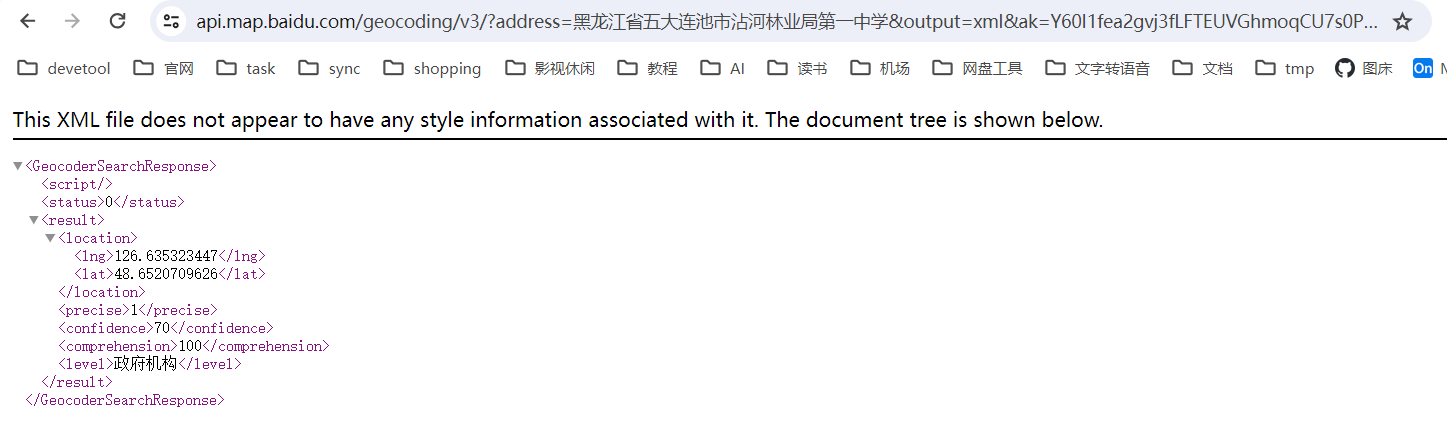 api.map.baidu.com/geocoding/v3/?address=黑龙江省五大连池市沾河林业局第一中学&output=xml&ak=Y60I1fea2gvj3fLFTEUVGhmoqCU7s0P...
devetool 官网 task sync shopping 影视休闲 教程 AI 读书 机场 网盘工具 文字转语音 文档 tmp 图床 On
This XML file does not appear to have any style information associated with it. The document tree is shown below.
<GeocoderSearchResponse>
<script/>
<status>0</status>
<result>
<location>
<lng>126.635323447</lng>
<lat>48.6520709626</lat>
</location>
<precise>1</precise>
<confidence>70</confidence>
<comprehension>100</comprehension>
<level>政府机构</level>
</result>
</GeocoderSearchResponse>